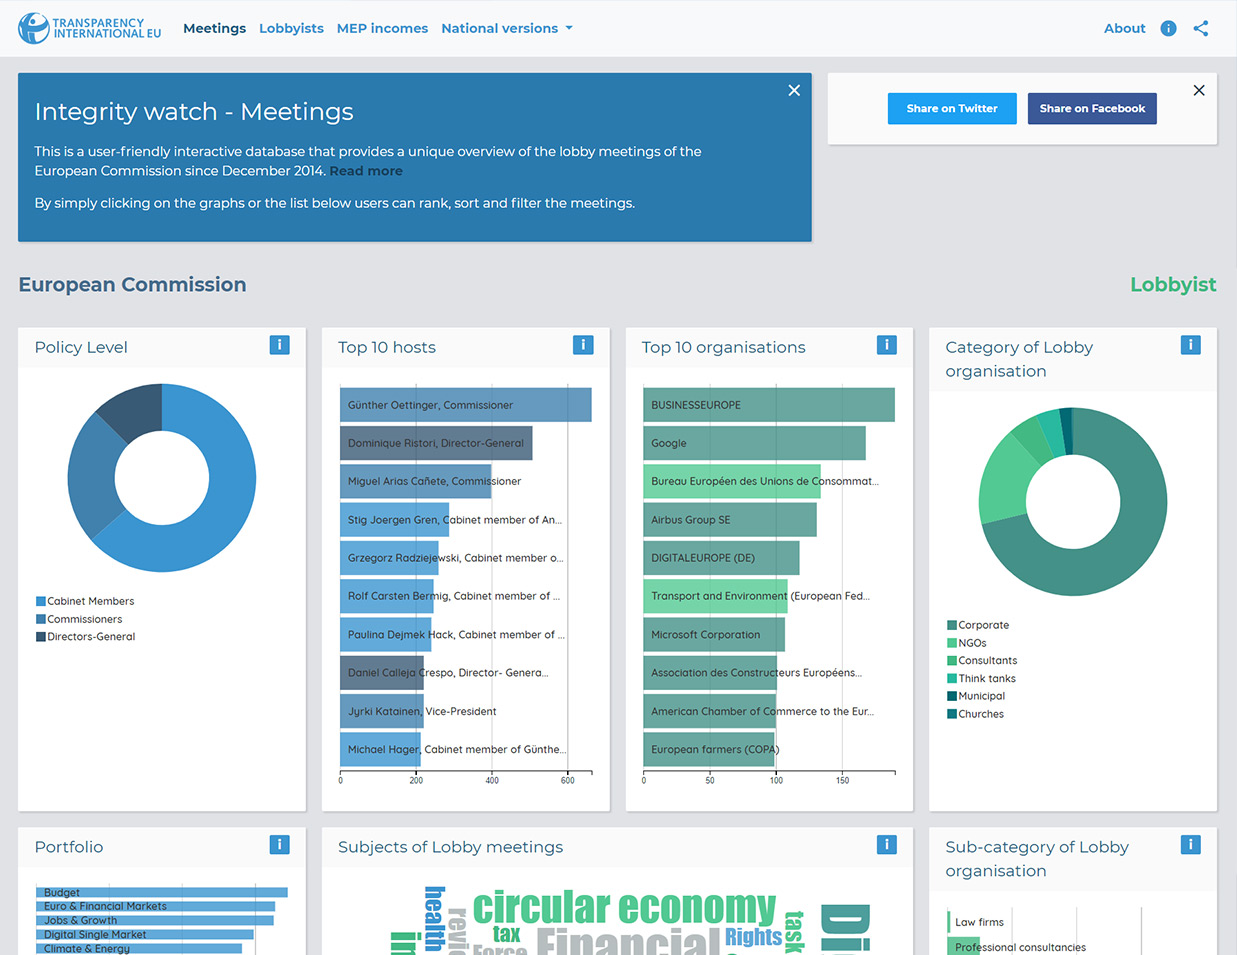 TRANSPARENCY
INTERNATIONAL EU
Meetings
Lobbyists
MEP incomes
National versions
About
Integrity watch - Meetings
This is a user-friendly interactive database that provides a unique overview of the lobby meetings of the
European Commission since December 2014. Read more
By simply clicking on the graphs or the list below users can rank, sort and filter the meetings.
Share on Twitter
Share on Facebook
European Commission
Lobbyist
Policy Level
Cabinet Members
Commissioners
Directors-General
Top 10 hosts
Günther Oettinger, Commissioner
Dominique Ristori, Director-General
Miguel Arias Cañete, Commissioner
Stig Joergen Gren, Cabinet member of An...
Grzegorz Radziejewski, Cabinet member o...
Rolf Carsten Bermig, Cabinet member of ...
Paulina Dejmek Hack, Cabinet member of ...
Daniel Calleja Crespo, Director- Genera...
Jyrki Katainen, Vice-President
Michael Hager, Cabinet member of Günthe...
0 200 400 600
Top 10 organisations
BUSINESSEUROPE
Google
Bureau Européen des Unions de Consommat...
Airbus Group SE
DIGITALEUROPE (DE)
Transport and Environment (European Fed...
Microsoft Corporation
Association des Constructeurs Européens...
American Chamber of Commerce to the Eur...
European farmers (COPA)
0 50 100 150
Category of Lobby
organisation
Corporate
NGOs
Consultants
Think tanks
Municipal
Churches
Portfolio
Budget
Euro & Financial Markets
Jobs & Growth
Digital Single Market
Climate & Energy
Subjects of Lobby meetings
health
circular economy
tax
Financial
Rights
task
Force
Sub-category of Lobby
organisation
Law firms
Professional consultancies